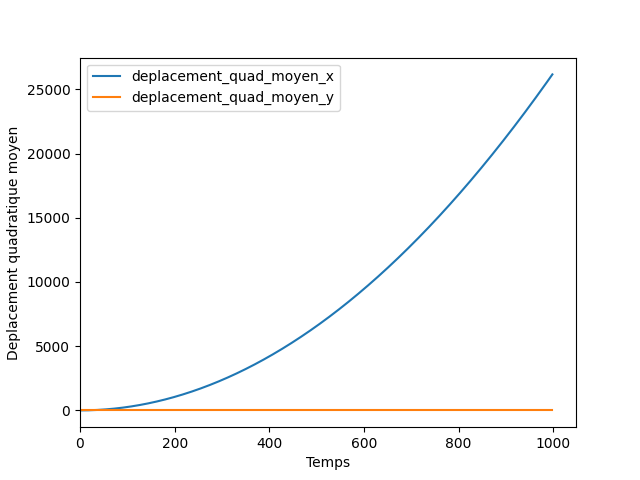 deplacement_quad_moyen_x
deplacement_quad_moyen_y
Deplacement quadratique moyen
25000
20000
15000
10000
5000
0
0 200 400 600 800 1000
Temps